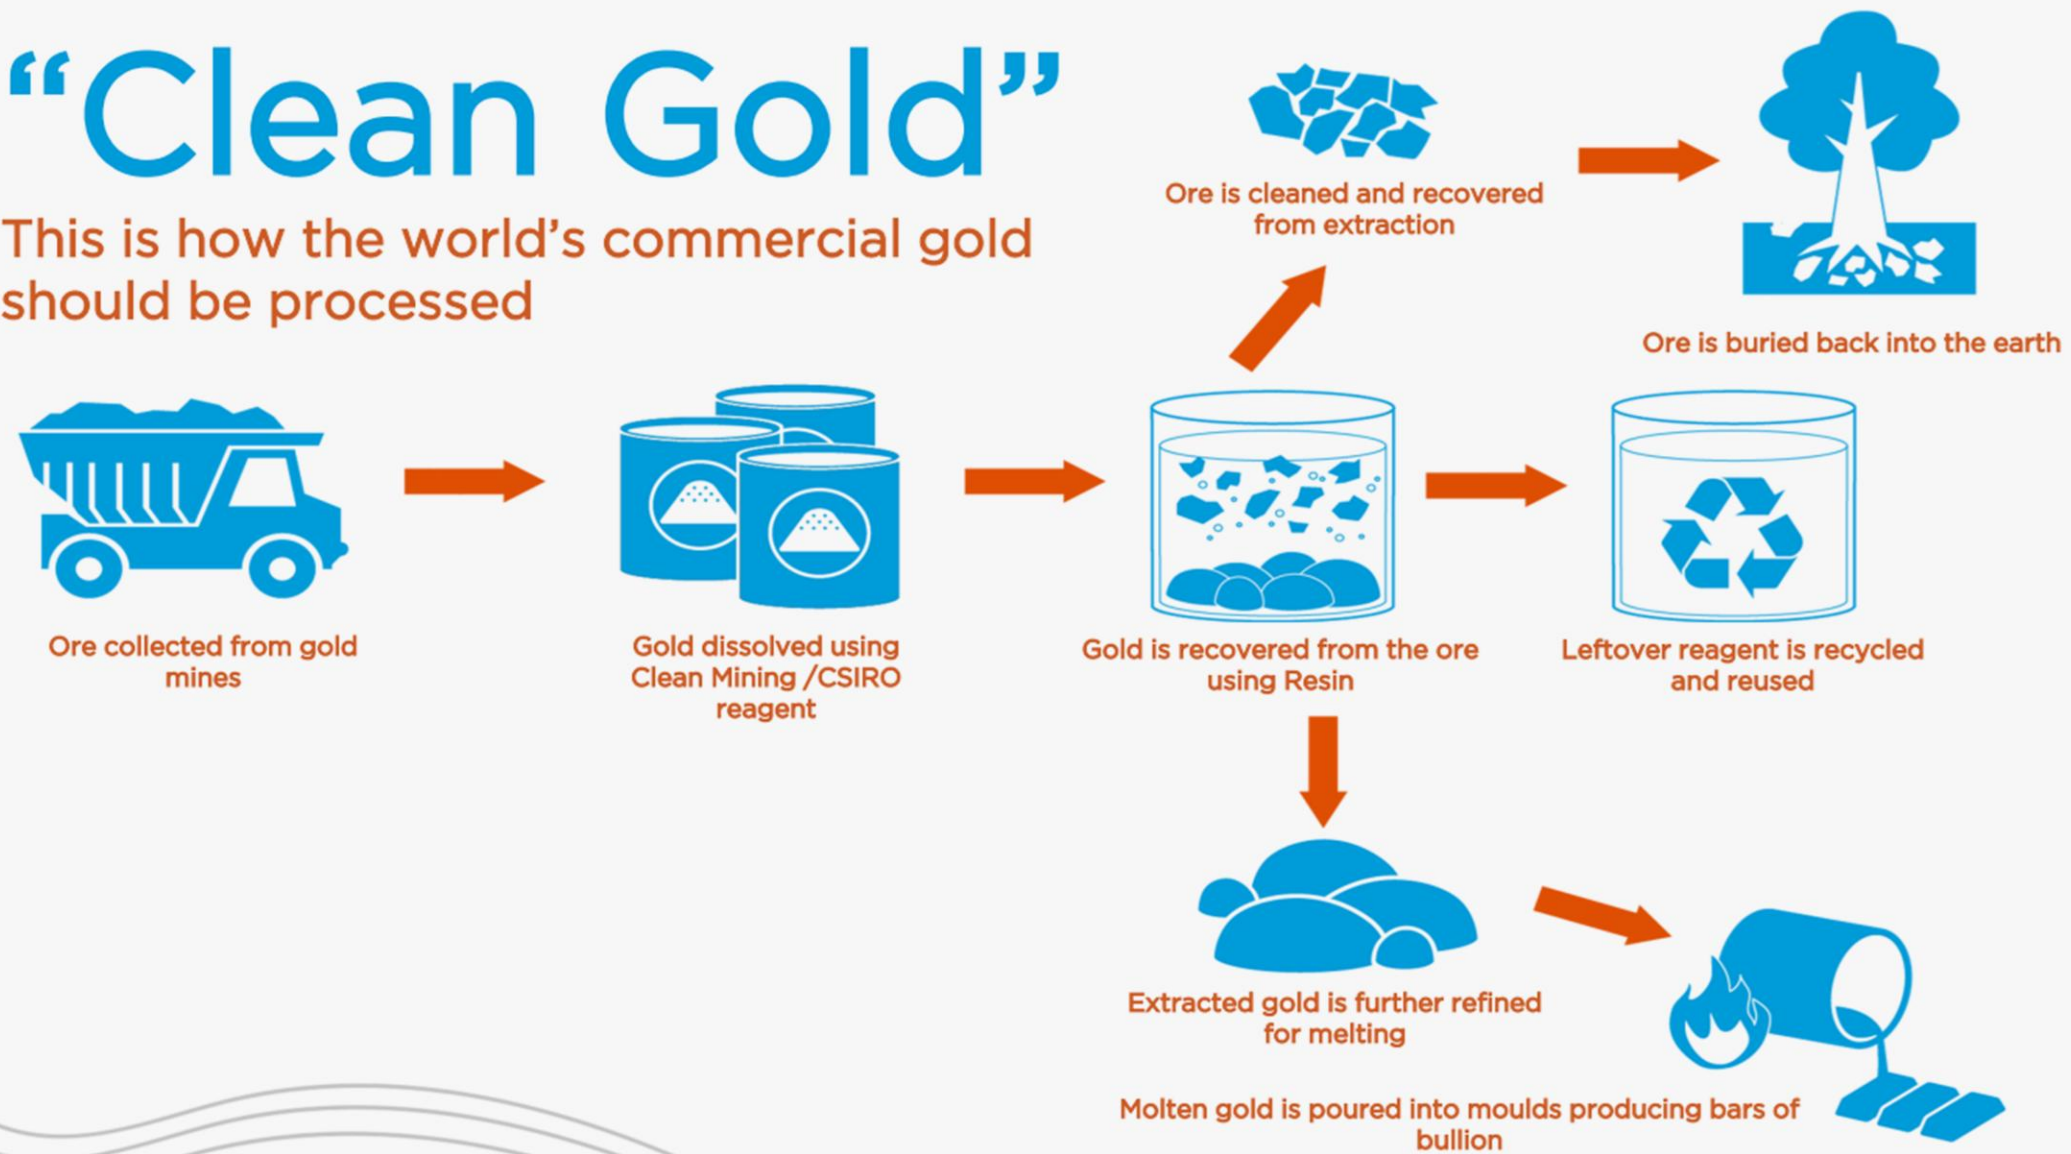 “Clean Gold”
This is how the world’s commercial gold
should be processed
Ore is cleaned and recovered
from extraction
Ore is buried back into the earth
Ore collected from gold
mines
Gold dissolved using
Clean Mining /CSIRO
reagent
Gold is recovered from the ore
using Resin
Leftover reagent is recycled
and reused
Extracted gold is further refined
for melting
Molten gold is poured into moulds producing bars of
bullion